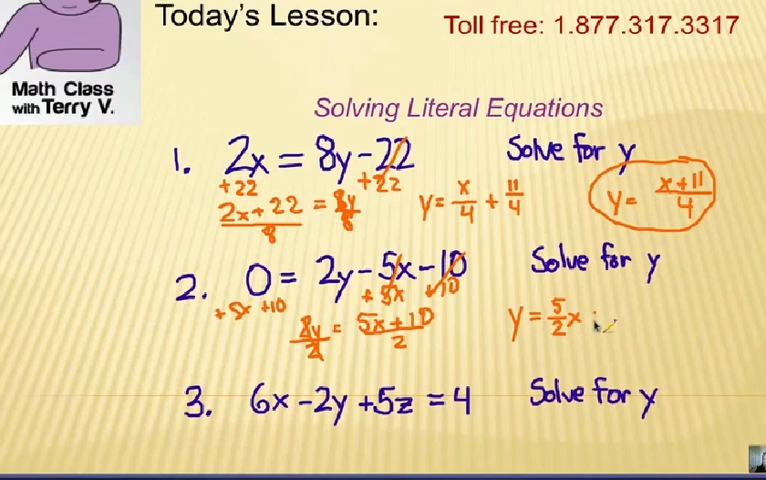 Today's Lesson:
Toll free: 1.877.317.3317
Math Class
with Terry V.
Solving Literal Equations
1. 2x = 8y - 22 Solve for y
+22 +22
2x + 22 / 8 = 8y / 8 y = x/4 + 11/4 y = x + 11 / 4
2. 0 = 2y - 5x - 10 Solve for y
+5x +10 +5x +10
2y / 2 = 5x + 10 / 2 y = 5/2 x
3. 6x - 2y + 5z = 4 Solve for y